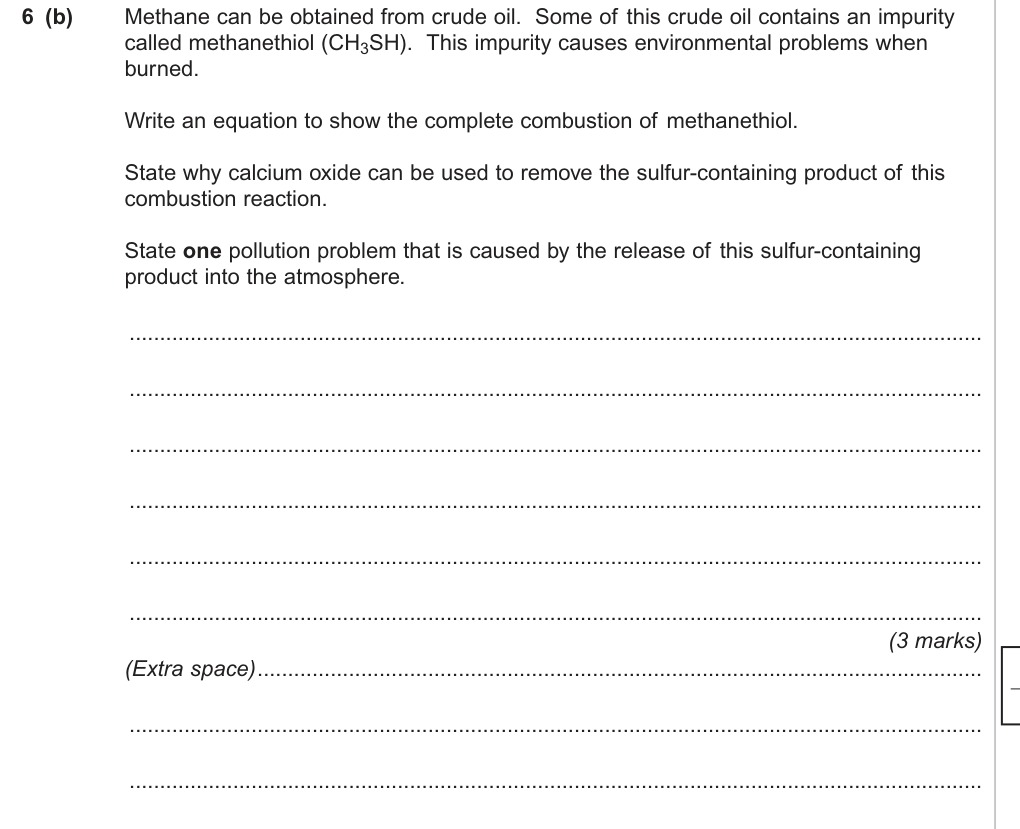 6 (b) Methane can be obtained from crude oil. Some of this crude oil contains an impurity
called methanethiol (CH₃SH). This impurity causes environmental problems when
burned.
Write an equation to show the complete combustion of methanethiol.
State why calcium oxide can be used to remove the sulfur-containing product of this
combustion reaction.
State one pollution problem that is caused by the release of this sulfur-containing
product into the atmosphere.
(3 marks)
(Extra space)